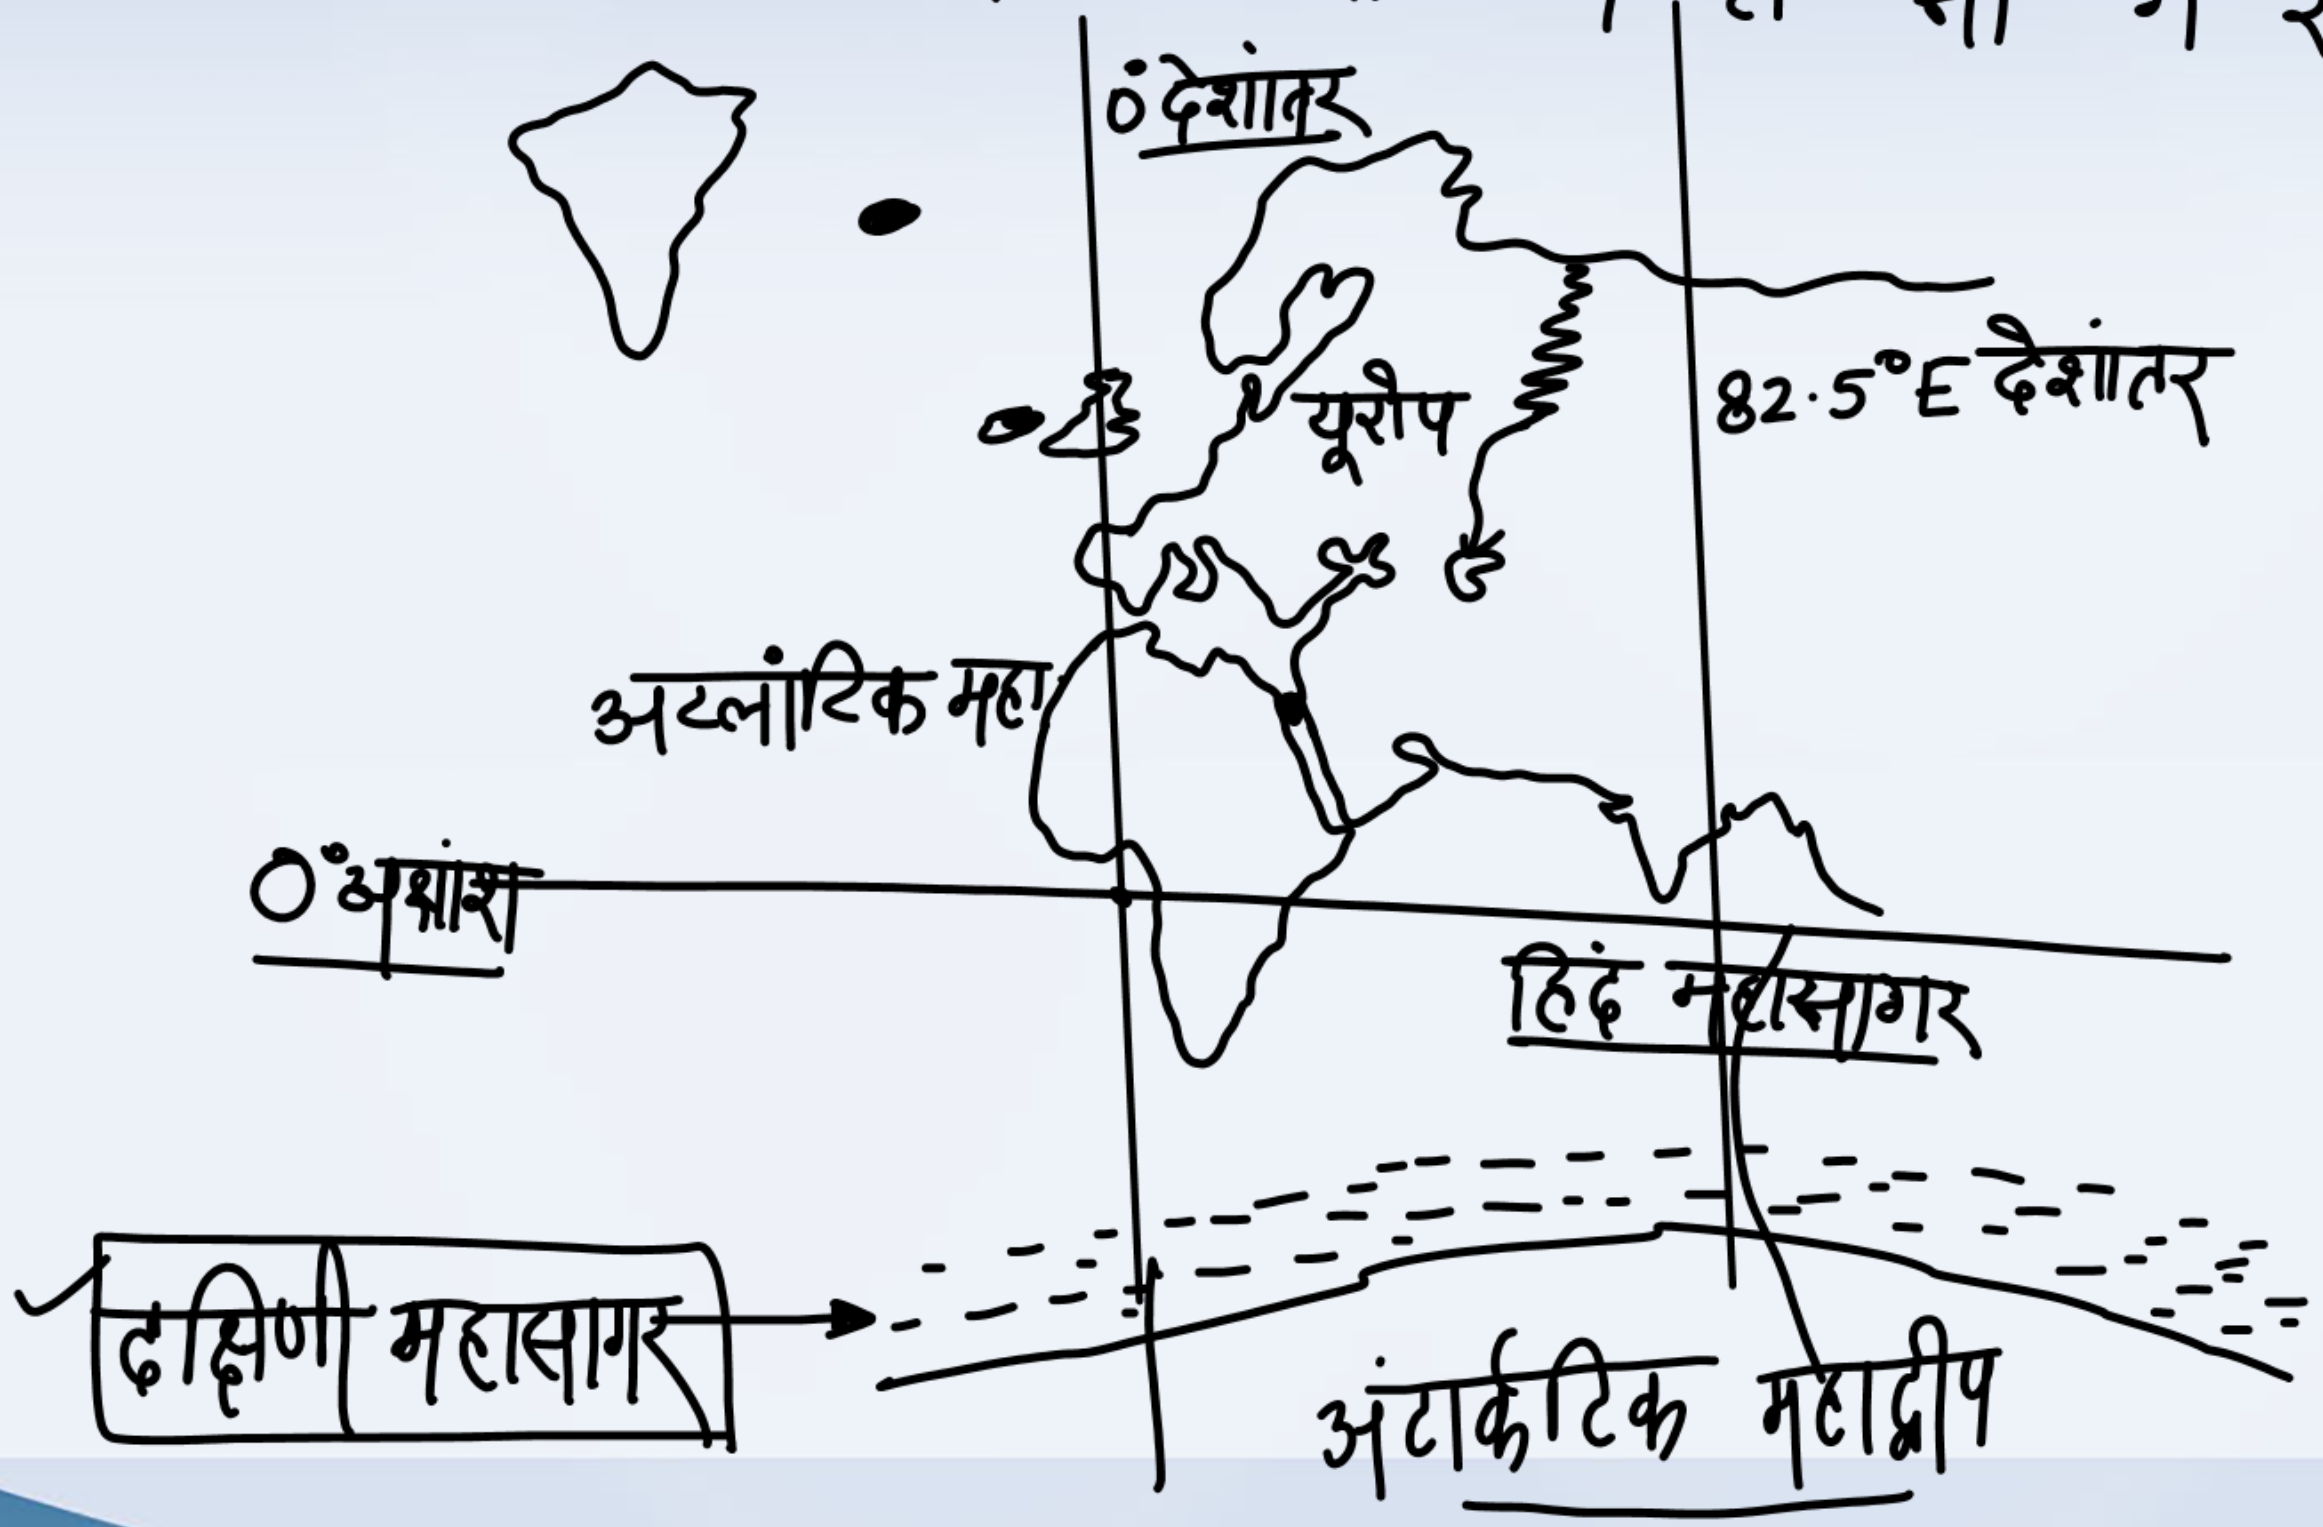 0° देशांतर
82.5°E देशांतर
यूरोप
अटलांटिक महा
0° अक्षांश
हिंद महासागर
दक्षिण महासागर
अंटार्कटिक महाद्वीप